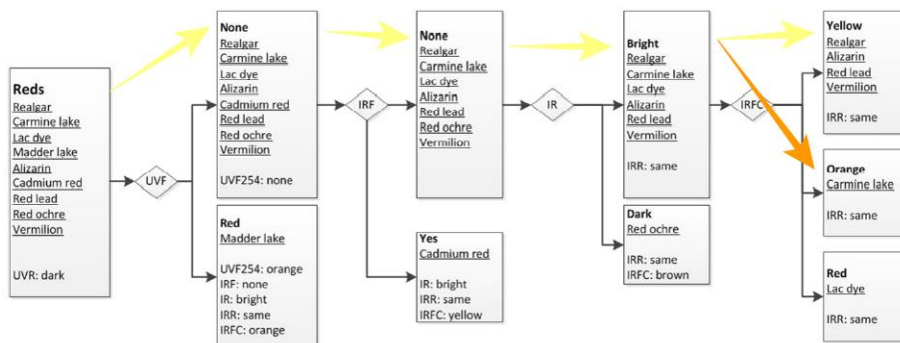 Reds
Realgar
Carmine lake
Lac dye
Madder lake
Alizarin
Cadmium red
Red lead
Red ochre
Vermilion
UVR: dark
UVF
None
Realgar
Carmine lake
Lac dye
Alizarin
Cadmium red
Red lead
Red ochre
Vermilion
UVF254: none
Red
Madder lake
UVF254: orange
IRF: none
IR: bright
IRR: same
IRFC: orange
IRF
None
Realgar
Carmine lake
Lac dye
Alizarin
Red lead
Red ochre
Vermilion
Yes
Cadmium red
IR: bright
IRR: same
IRFC: yellow
IR
Bright
Realgar
Carmine lake
Lac dye
Alizarin
Red lead
Vermilion
IRR: same
Dark
Red ochre
IRR: same
IRFC: brown
IRFC
Yellow
Realgar
Alizarin
Red lead
Vermilion
IRR: same
Orange
Carmine lake
IRR: same
Red
Lac dye
IRR: same